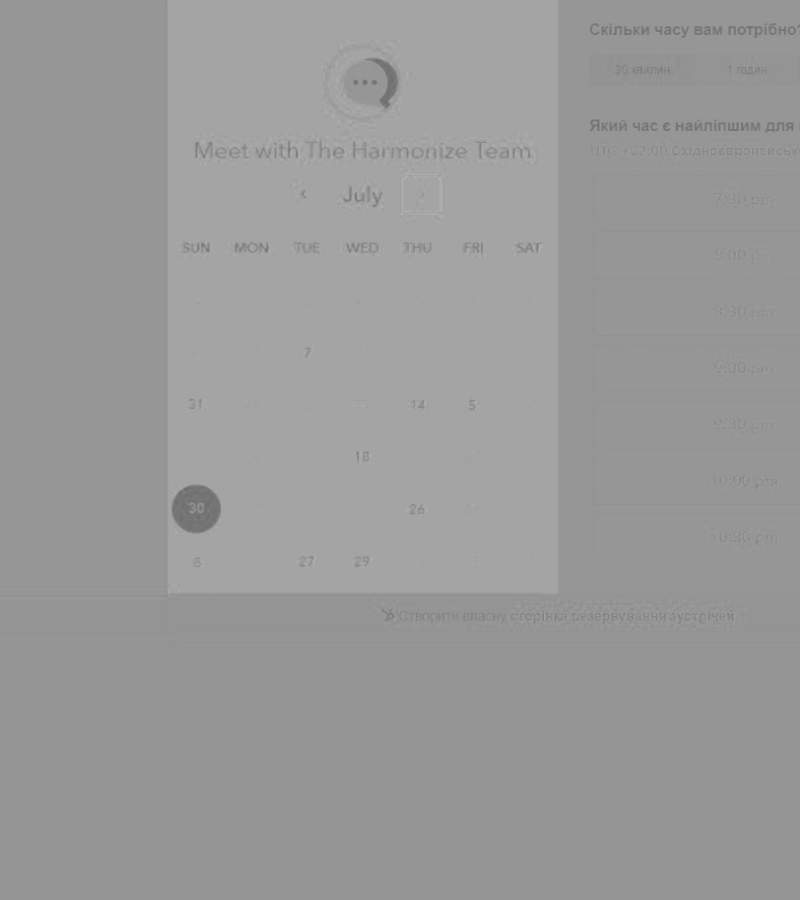 Meet with The Harmonize Team
July
SUN MON TUE WED THU FRI SAT
7
31 14 5
18
30 26
6 27 29
Скільки часу вам потрібно?
30 хвилин 1 годин
Який час є найліпшим для
UTC +02:00
7:30 pm
8:00 pm
8:30 pm
9:00 pm
9:30 pm
10:00 pm
10:30 pm
Створити власну сторінку резервування зустрічей